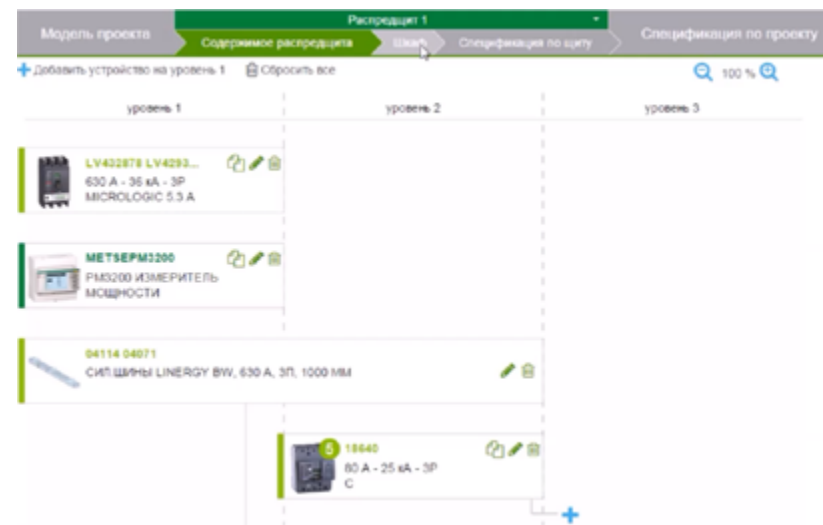 Распредщит 1
Модель проекта
Содержимое распредщита
Шкаф
Спецификация по щиту
Спецификация по проекту
Добавить устройство на уровень 1
Сбросить все
100 %
уровень 1
уровень 2
уровень 3
LV432876 LV4293...
630 А - 36 кА - 3P
MICROLOGIC 5.3 A
METSEPM3200
PM3200 ИЗМЕРИТЕЛЬ
МОЩНОСТИ
04114 04071
СИЛ.ШИНЫ LINERGY BW, 630 А, 3П, 1000 ММ
5
18640
80 А - 25 кА - 3P
C